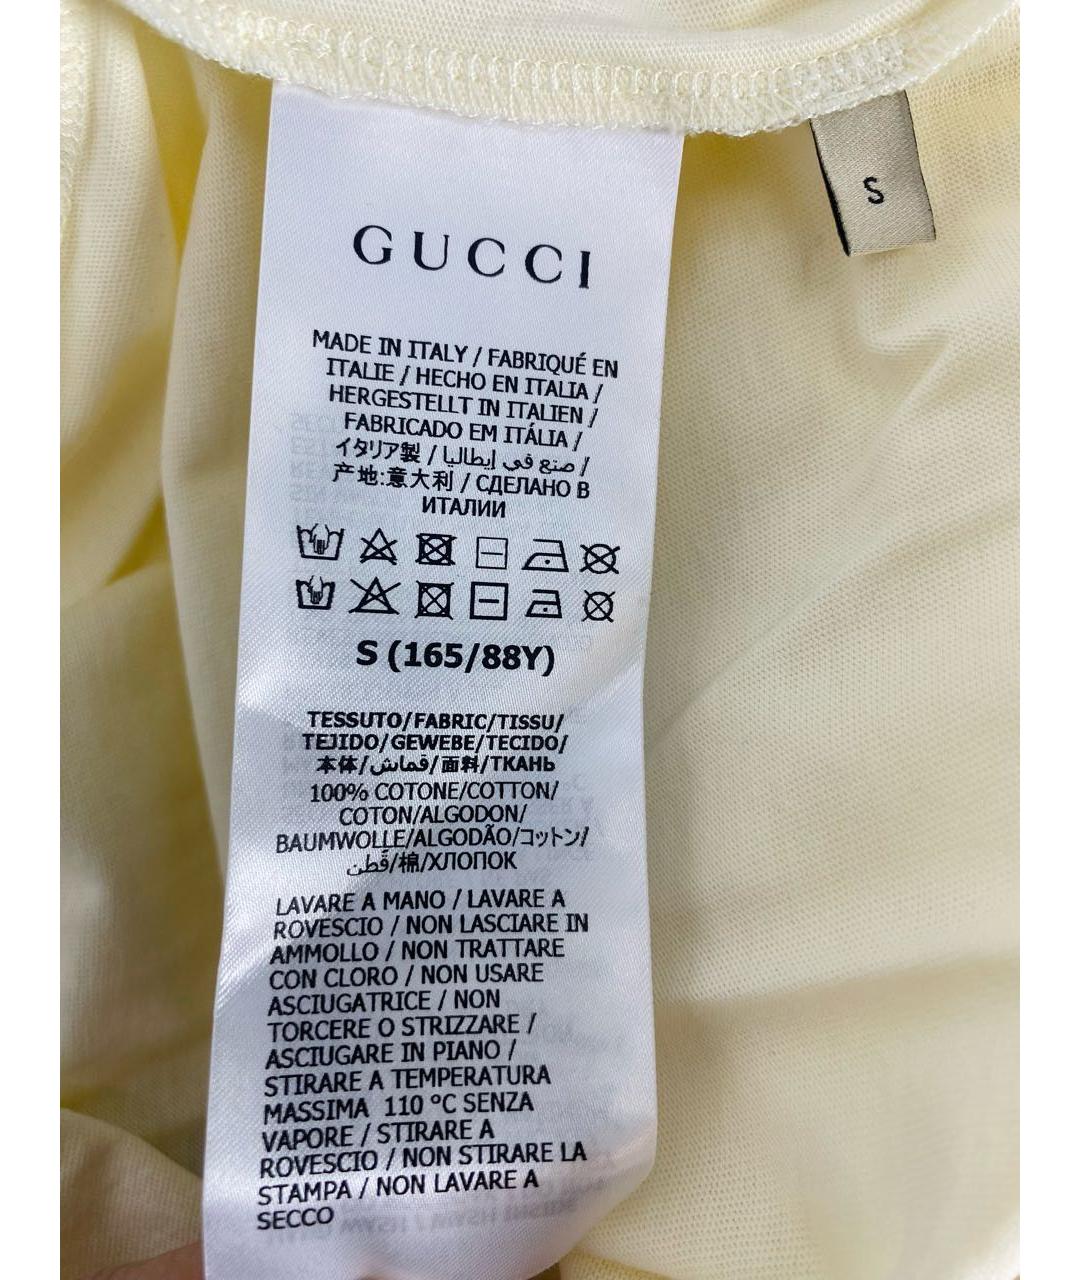 GUCCI
S
MADE IN ITALY / FABRIQUÉ EN
ITALIE / HECHO EN ITALIA /
HERGESTELLT IN ITALIEN /
FABRICADO EM ITÁLIA /
イタリア製 / صنع في إيطاليا /
产地:意大利 / СДЕЛАНО В
ИТАЛИИ
S (165/88Y)
TESSUTO/FABRIC/TISSU/
TEJIDO/GEWEBE/TECIDO/
本体/قماش/面料/ТКАНЬ
100% COTONE/COTTON/
COTON/ALGODON/
BAUMWOLLE/ALGODÃO/コットン/
قطن/棉/ХЛОПОК
LAVARE A MANO / LAVARE A
ROVESCIO / NON LASCIARE IN
AMMOLLO / NON TRATTARE
CON CLORO / NON USARE
ASCIUGATRICE / NON
TORCERE O STRIZZARE /
ASCIUGARE IN PIANO /
STIRARE A TEMPERATURA
MASSIMA 110 °C SENZA
VAPORE / STIRARE A
ROVESCIO / NON STIRARE LA
STAMPA / NON LAVARE A
SECCO